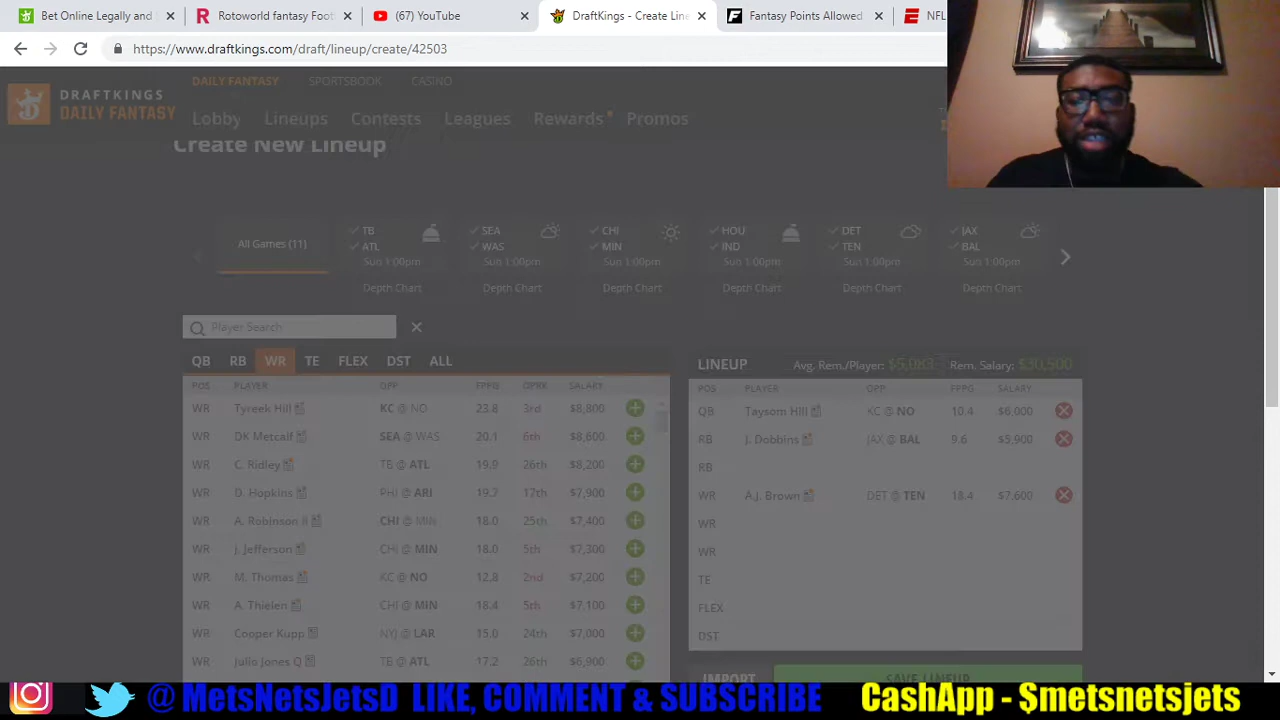 Bet Online Legally and
Rotoworld fantasy Foot
(67) YouTube
DraftKings - Create Line
Fantasy Points Allowed
NFL
https://www.draftkings.com/draft/lineup/create/42503
DRAFTKINGS
DAILY FANTASY
DAILY FANTASY SPORTSBOOK CASINO
Lobby Lineups Contests Leagues Rewards Promos
Create New Lineup
All Games (11)
TB
ATL
Sun 1:00pm
Depth Chart
SEA
WAS
Sun 1:00pm
Depth Chart
CHI
MIN
Sun 1:00pm
Depth Chart
HOU
IND
Sun 1:00pm
Depth Chart
DET
TEN
Sun 1:00pm
Depth Chart
JAX
BAL
Sun 1:00pm
Depth Chart
Player Search
QB RB WR TE FLEX DST ALL
POS PLAYER OPP FPPG OPRK SALARY
WR Tyreek Hill KC @ NO 23.8 3rd $8,800
WR DK Metcalf SEA @ WAS 20.1 6th $8,600
WR C. Ridley TB @ ATL 19.9 26th $8,200
WR D. Hopkins PHI @ ARI 19.7 17th $7,900
WR A. Robinson II CHI @ MIN 18.0 25th $7,400
WR J. Jefferson CHI @ MIN 18.0 5th $7,300
WR M. Thomas KC @ NO 12.8 2nd $7,200
WR A. Thielen CHI @ MIN 18.4 5th $7,100
WR Cooper Kupp NYJ @ LAR 15.0 24th $7,000
WR Julio Jones Q TB @ ATL 17.2 26th $6,900
LINEUP Avg. Rem./Player: $5,083 Rem. Salary: $30,500
POS PLAYER OPP FPPG SALARY
QB Taysom Hill KC @ NO 10.4 $6,000
RB J. Dobbins JAX @ BAL 9.6 $5,900
RB
WR A.J. Brown DET @ TEN 18.4 $7,600
WR
WR
TE
FLEX
DST
IMPORT SAVE LINEUP
@ MetsNetsJetsD LIKE, COMMENT & SUBSCRIBE CashApp - $metsnetsjets